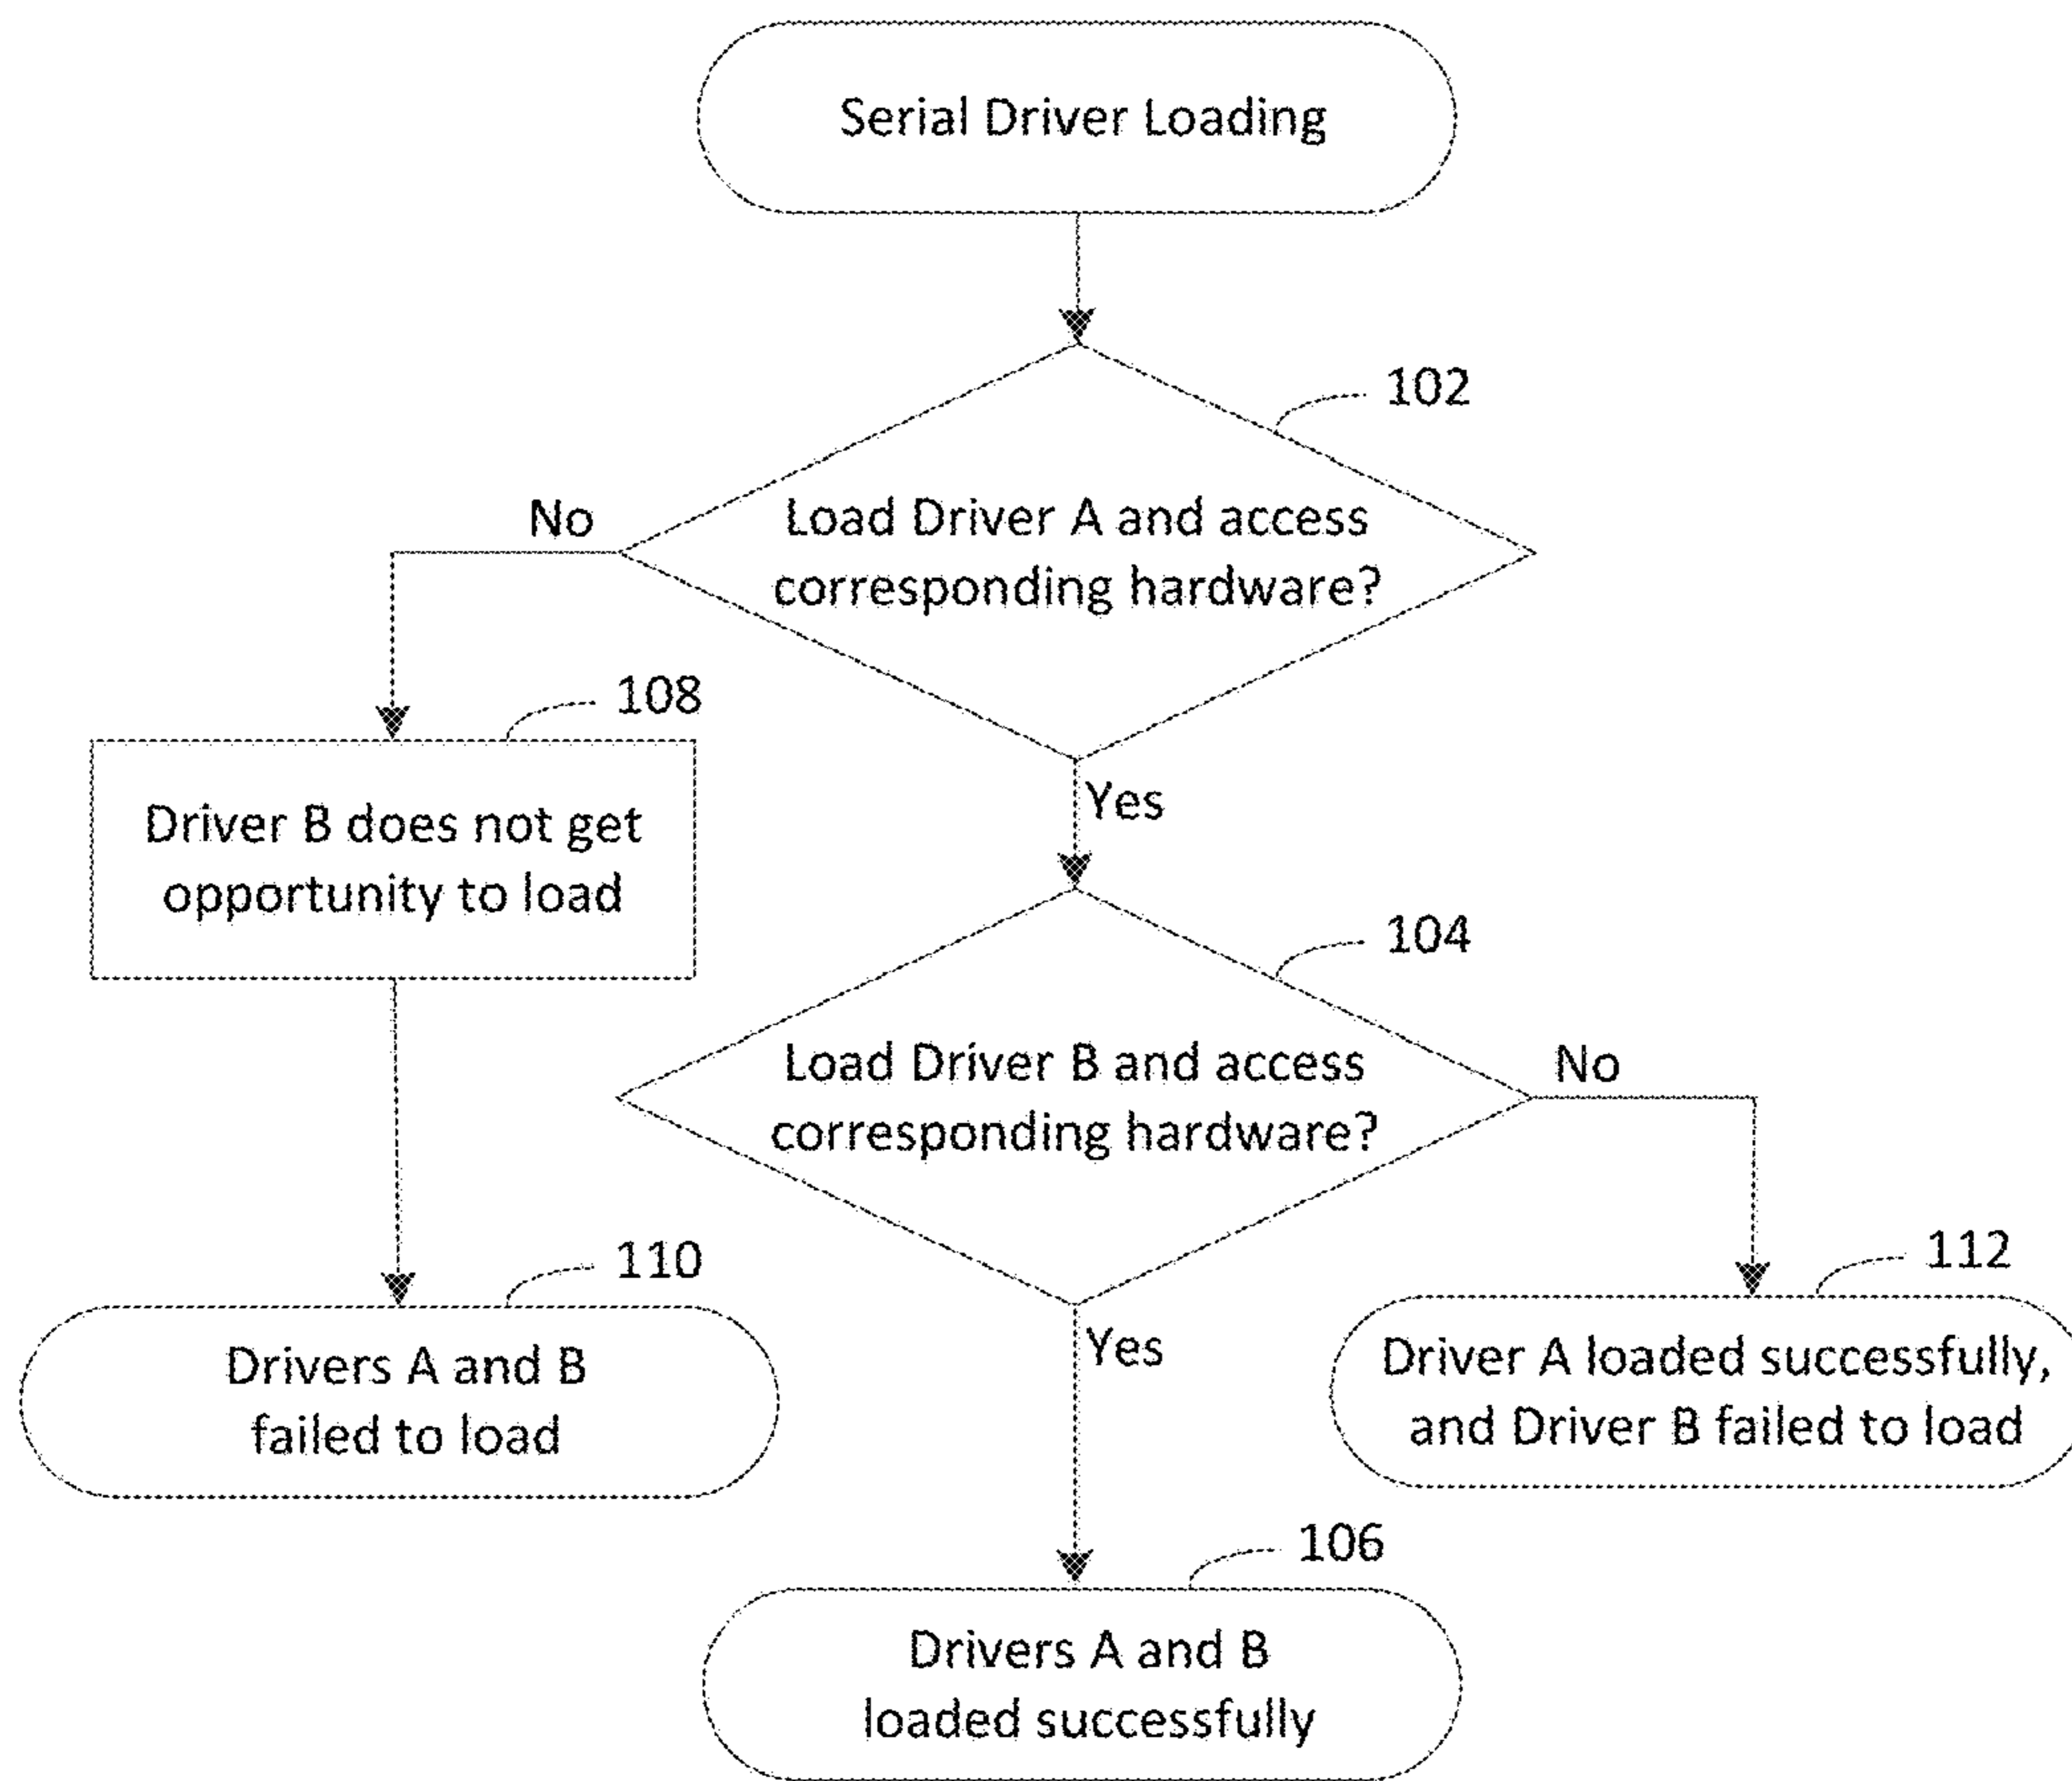 Serial Driver Loading
102
Load Driver A and access
corresponding hardware?
No
Yes
108
Driver B does not get
opportunity to load
104
Load Driver B and access
corresponding hardware?
No
Yes
110
Drivers A and B
failed to load
112
Driver A loaded successfully,
and Driver B failed to load
106
Drivers A and B
loaded successfully